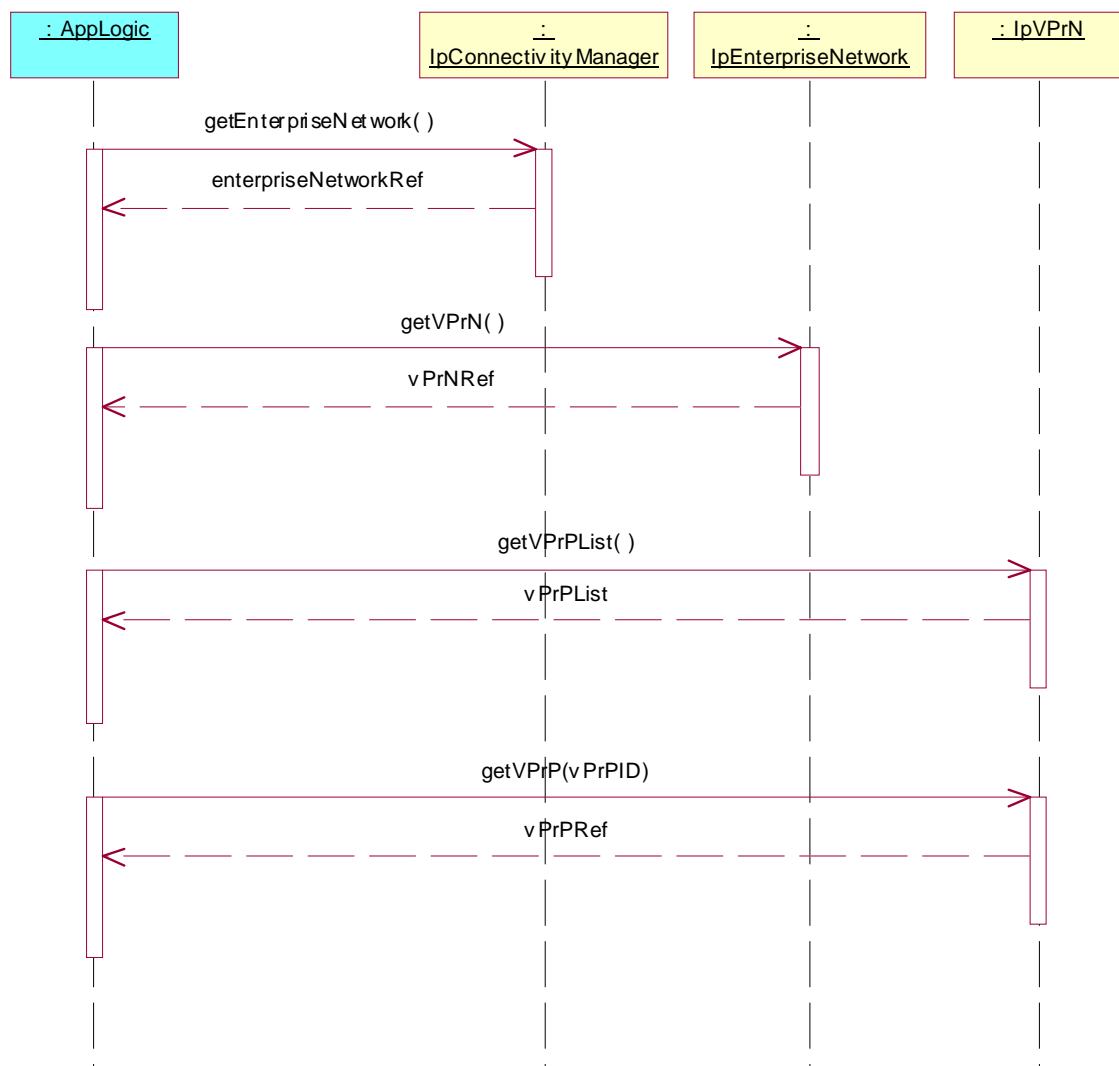 : AppLogic
:
IpConnectivityManager
:
IpEnterpriseNetwork
: IpVPrN
getEnterpriseNetwork( )
enterpriseNetworkRef
getVPrN( )
vPrNRef
getVPrPList( )
vPrPList
getVPrP(vPrPID)
vPrPRef